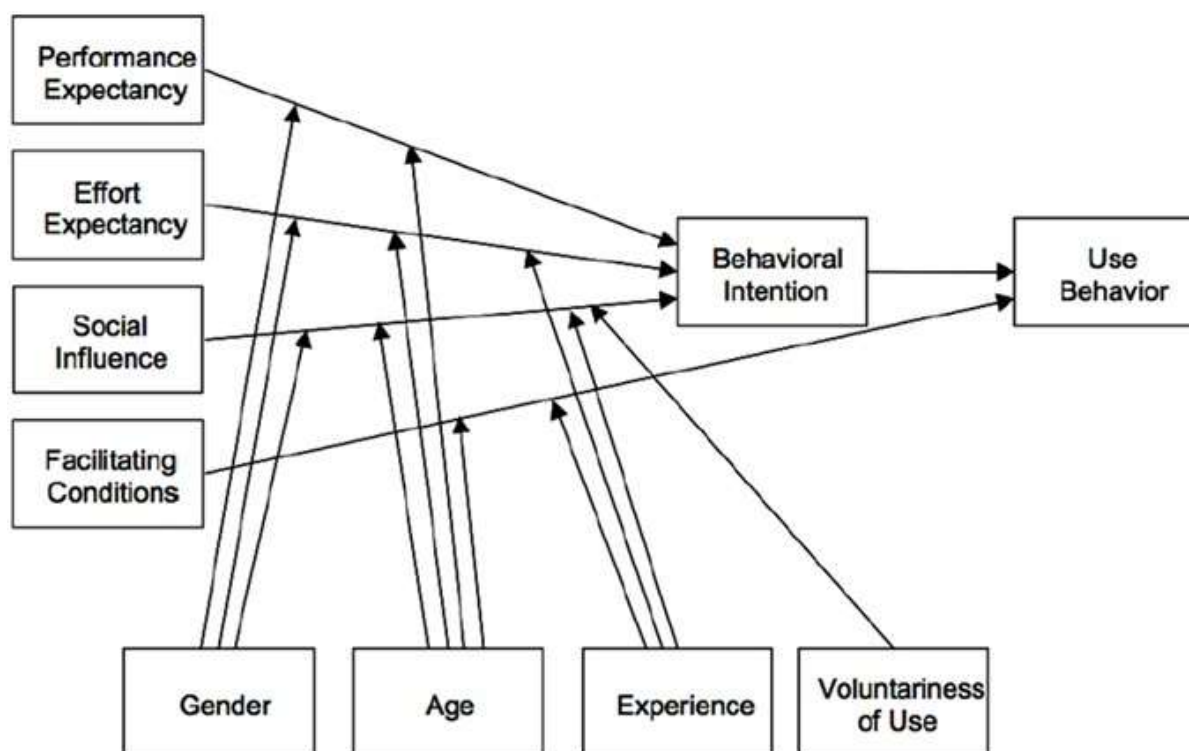 Performance
Expectancy
Effort
Expectancy
Social
Influence
Facilitating
Conditions
Behavioral
Intention
Use
Behavior
Gender
Age
Experience
Voluntariness
of Use